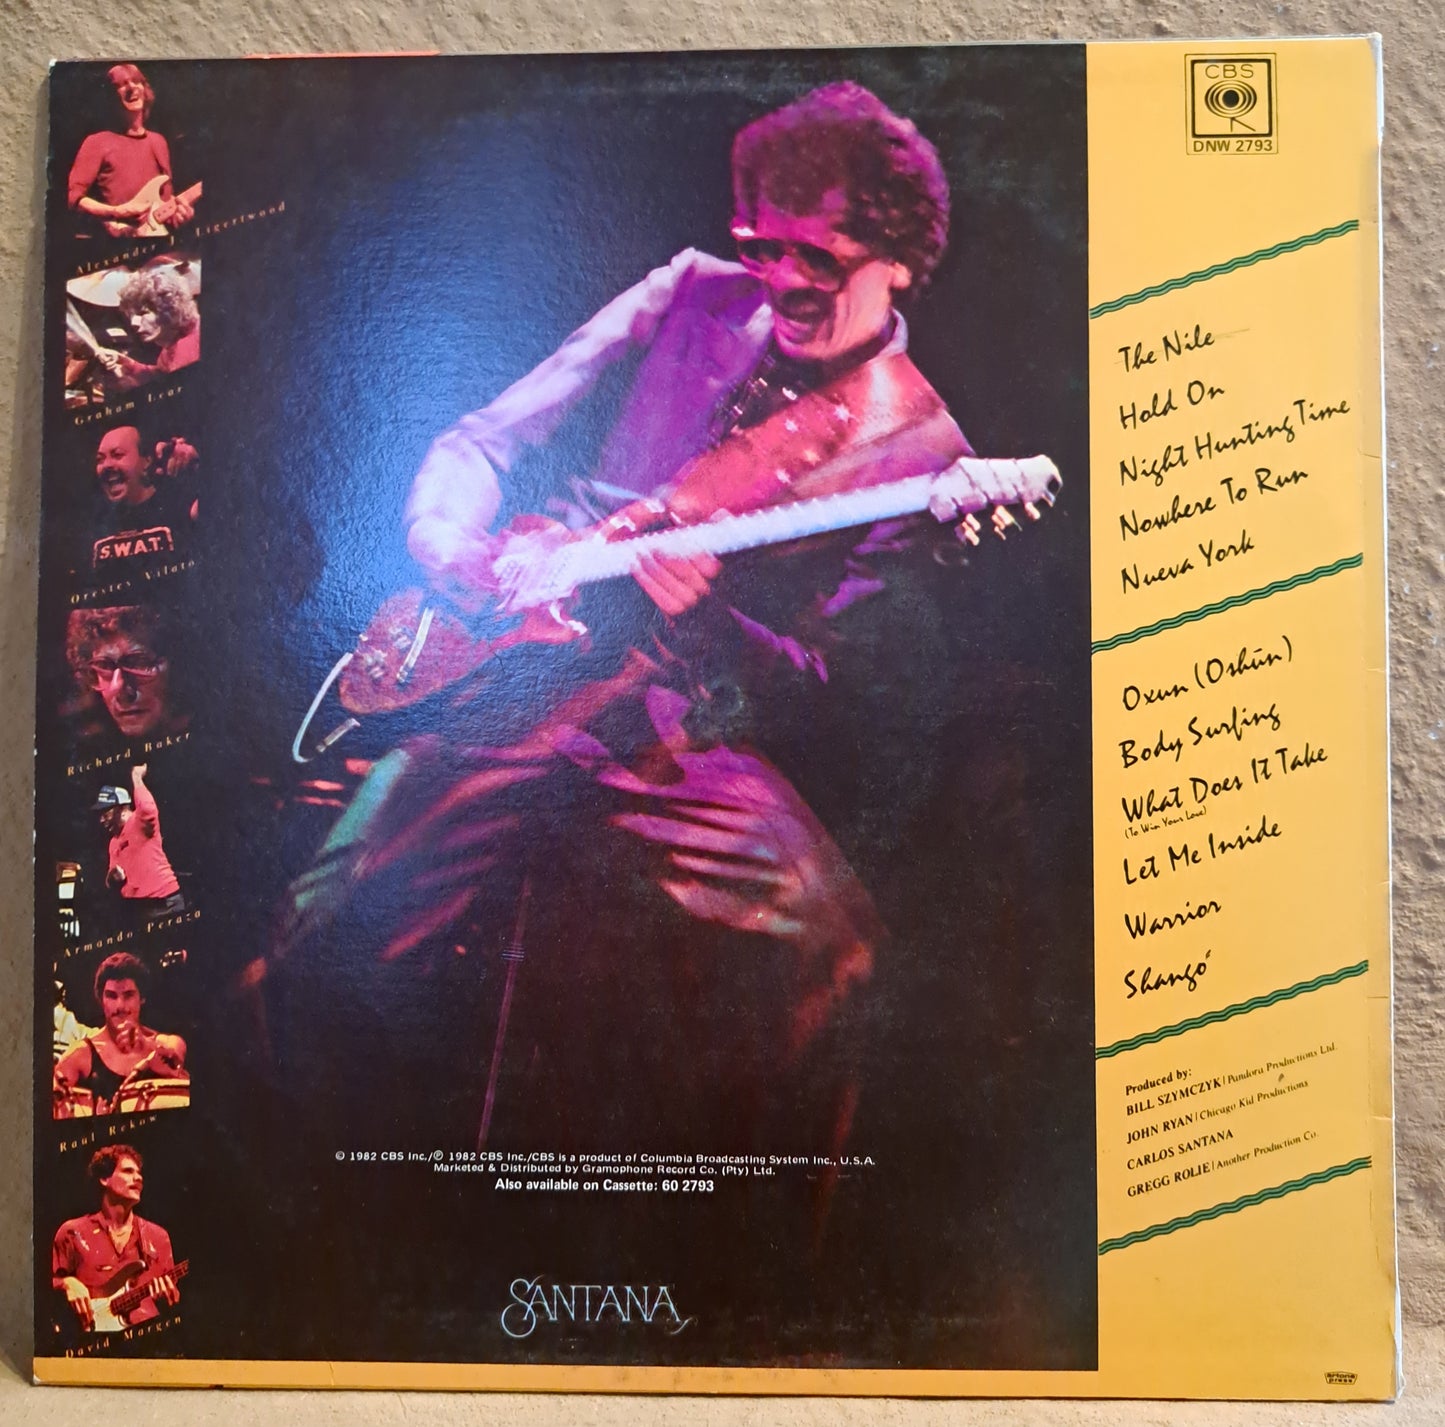 Alexander J. Ligertwood
Graham Lear
S.W.A.T.
Orestes Vilato
Richard Baker
Armando Peraza
Raul Rekow
David Margen
© 1982 CBS Inc./℗ 1982 CBS Inc./CBS is a product of Columbia Broadcasting System Inc., U.S.A.
Marketed & Distributed by Gramophone Record Co. (Pty) Ltd.
Also available on Cassette: 60 2793
SANTANA
CBS
DNW 2793
The Nile
Hold On
Night Hunting Time
Nowhere To Run
Nueva York
Oxun (Oshūn)
Body Surfing
What Does It Take
(To Win Your Love)
Let Me Inside
Warrior
Shangó
Produced by:
BILL SZYMCZYK/Pandora Productions Ltd.
JOHN RYAN/Chicago Kid Productions
CARLOS SANTANA
GREGG ROLIE/Another Production Co.
artone
press